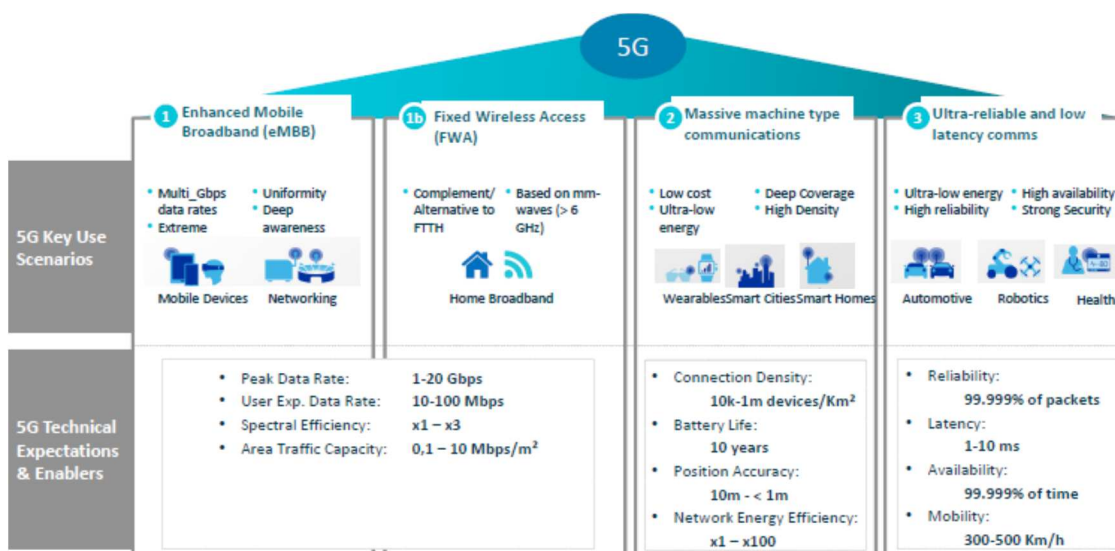 5G
1 Enhanced Mobile
Broadband (eMBB)
1b Fixed Wireless Access
(FWA)
2 Massive machine type
communications
3 Ultra-reliable and low
latency comms
5G Key Use
Scenarios
• Multi_Gbps
data rates
• Extreme
• Uniformity
• Deep
awareness
Mobile Devices
Networking
• Complement/
Alternative to
FTTH
• Based on mm-
waves (> 6
GHz)
Home Broadband
• Low cost
• Ultra-low
energy
• Deep Coverage
• High Density
Wearables
Smart Cities
Smart Homes
• Ultra-low energy
• High reliability
• High availability
• Strong Security
Automotive
Robotics
Health
5G Technical
Expectations
& Enablers
• Peak Data Rate: 1-20 Gbps
• User Exp. Data Rate: 10-100 Mbps
• Spectral Efficiency: x1 – x3
• Area Traffic Capacity: 0,1 – 10 Mbps/m²
• Connection Density:
10k-1m devices/Km²
• Battery Life:
10 years
• Position Accuracy:
10m - < 1m
• Network Energy Efficiency:
x1 – x100
• Reliability:
99.999% of packets
• Latency:
1-10 ms
• Availability:
99.999% of time
• Mobility:
300-500 Km/h